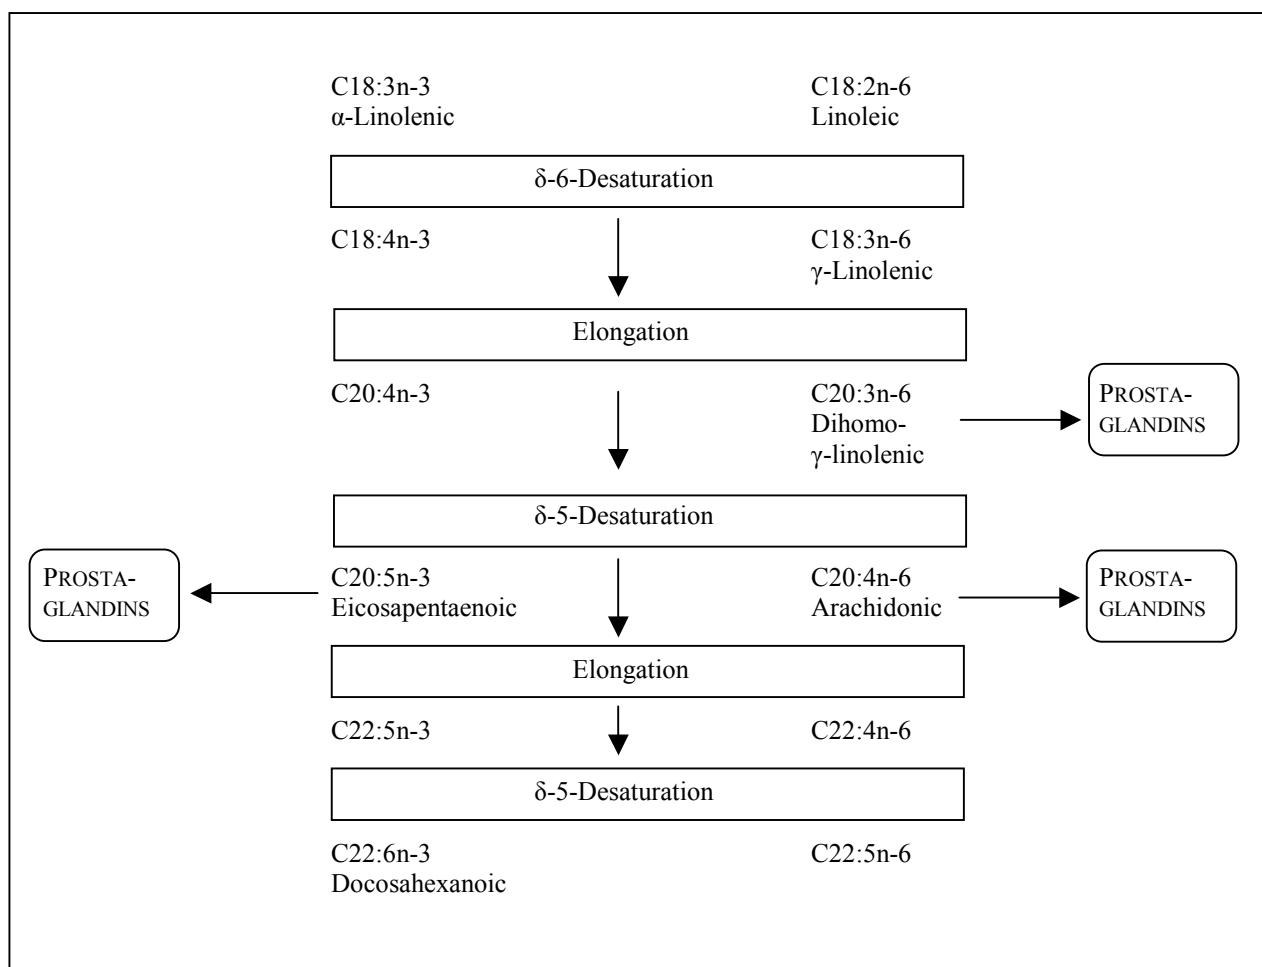 C18:3n-3
α-Linolenic
C18:2n-6
Linoleic
δ-6-Desaturation
C18:4n-3
C18:3n-6
γ-Linolenic
Elongation
C20:4n-3
C20:3n-6
Dihomo-
γ-linolenic
PROSTA-
GLANDINS
δ-5-Desaturation
PROSTA-
GLANDINS
C20:5n-3
Eicosapentaenoic
C20:4n-6
Arachidonic
PROSTA-
GLANDINS
Elongation
C22:5n-3
C22:4n-6
δ-5-Desaturation
C22:6n-3
Docosahexanoic
C22:5n-6